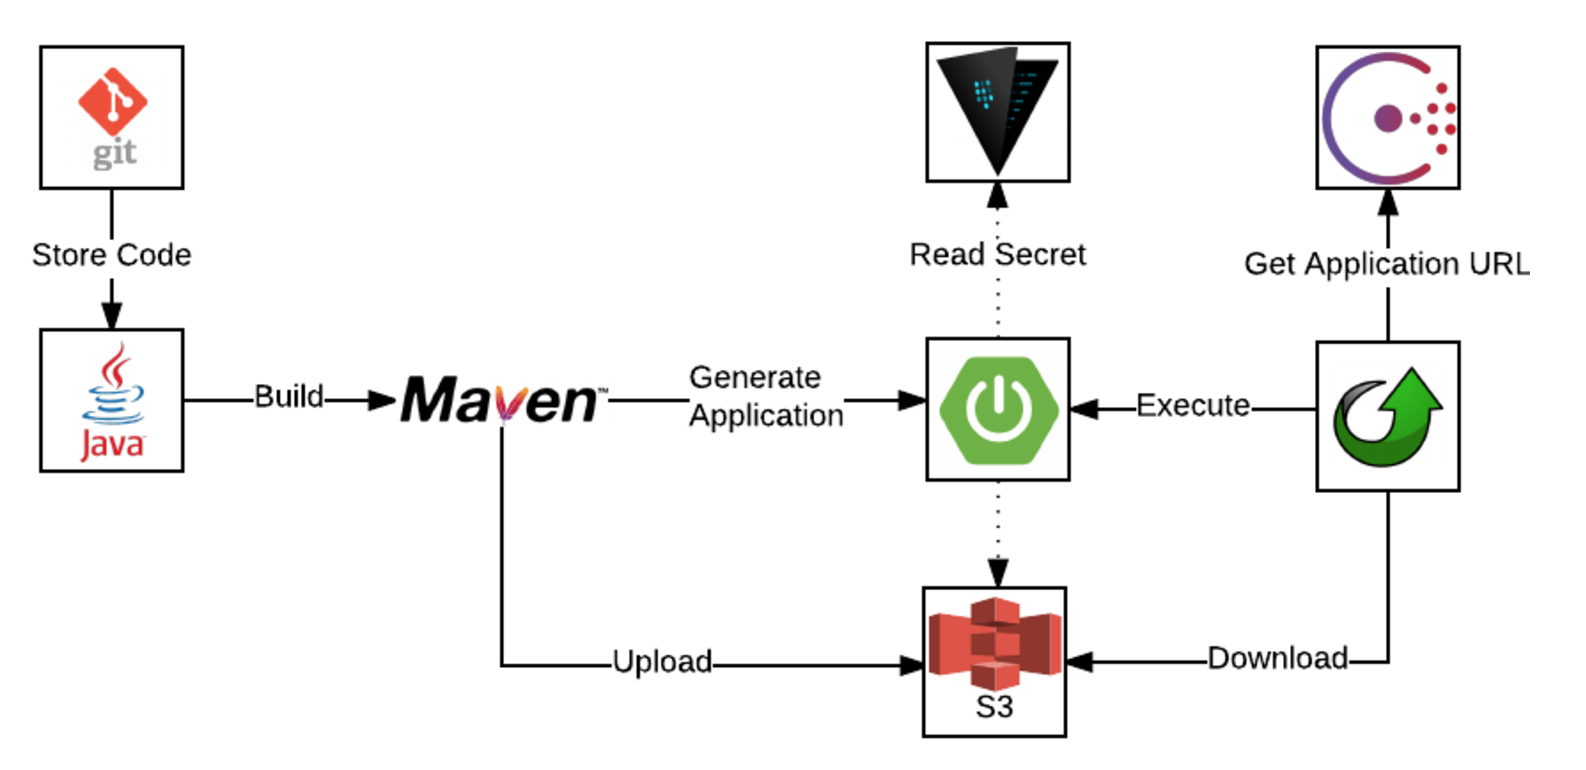 git
Store Code
Read Secret
Get Application URL
Java
Build
Maven™
Generate
Application
Execute
Upload
Download
S3